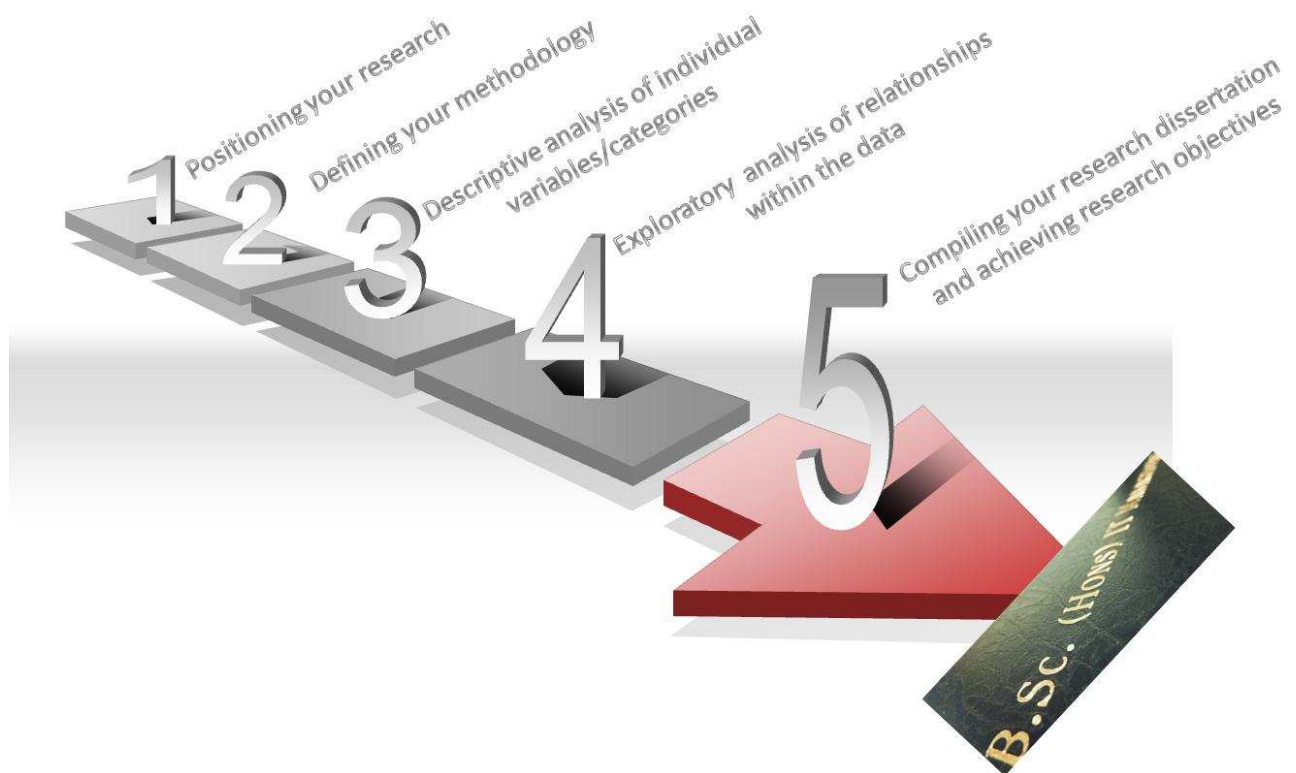 1
Positioning your research
2
Defining your methodology
3
Descriptive analysis of individual
variables/categories
4
Exploratory analysis of relationships
within the data
5
Compiling your research dissertation
and achieving research objectives
B.Sc. (HONS) IT